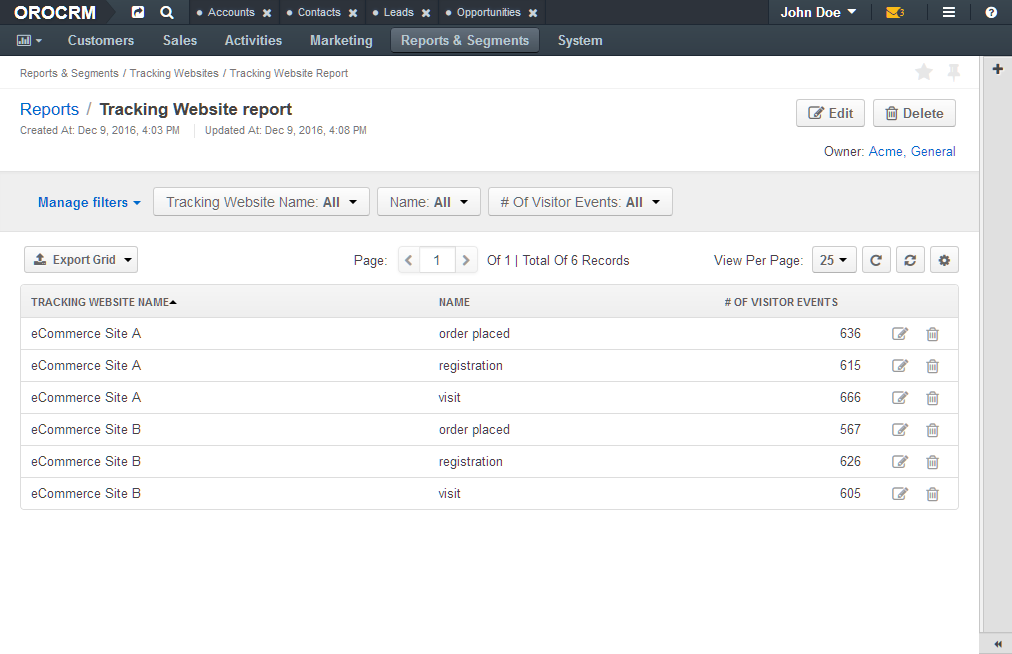 OROCRM Accounts Contacts Leads Opportunities John Doe 3
Customers Sales Activities Marketing Reports & Segments System
Reports & Segments / Tracking Websites / Tracking Website Report
Reports / Tracking Website report Edit Delete
Created At: Dec 9, 2016, 4:03 PM Updated At: Dec 9, 2016, 4:08 PM
Owner: Acme, General
Manage filters Tracking Website Name: All Name: All # Of Visitor Events: All
Export Grid Page: 1 Of 1 | Total Of 6 Records View Per Page: 25
TRACKING WEBSITE NAME NAME # OF VISITOR EVENTS
eCommerce Site A order placed 636
eCommerce Site A registration 615
eCommerce Site A visit 666
eCommerce Site B order placed 567
eCommerce Site B registration 626
eCommerce Site B visit 605